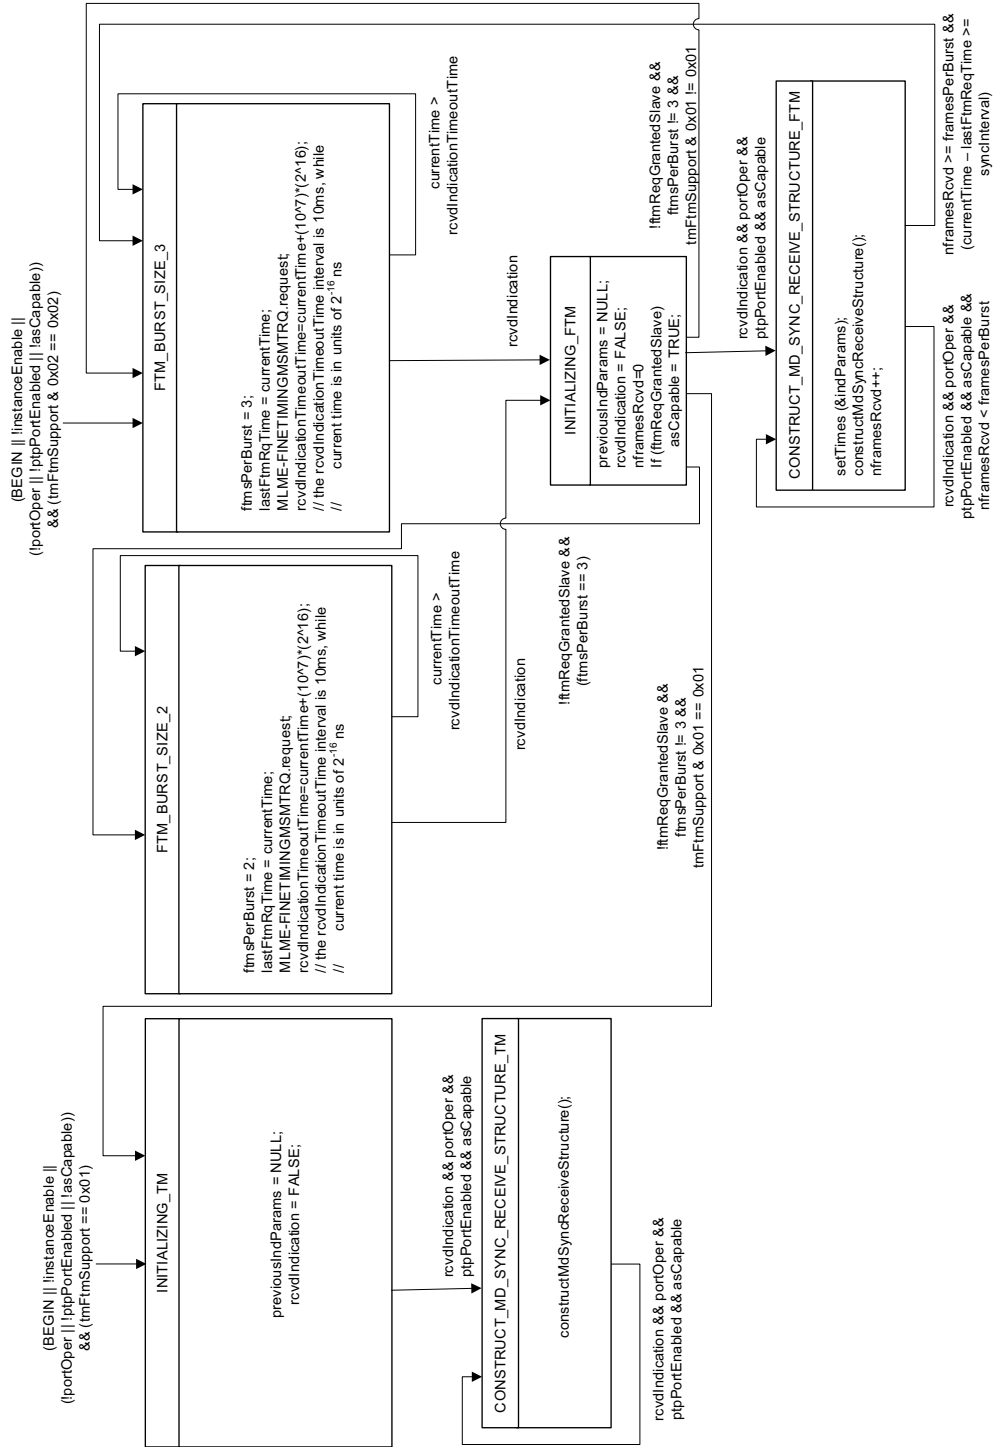 (BEGIN || !instanceEnable ||
(!portOper || !ptpPortEnabled || !asCapable))
&& (tmFtmSupport == 0x01)
INITIALIZING_TM
previousIndParams = NULL;
rcvdIndication = FALSE;
rcvdIndication && portOper &&
ptpPortEnabled && asCapable
CONSTRUCT_MD_SYNC_RECEIVE_STRUCTURE_TM
constructMdSyncReceiveStructure();
rcvdIndication && portOper &&
ptpPortEnabled && asCapable
FTM_BURST_SIZE_2
ftmsPerBurst = 2;
lastFtmRqTime = currentTime;
MLME-FINETIMINGMSMTRQ.request;
rcvdIndicationTimeoutTime=currentTime+(10^7)*(2^16);
// the rcvdIndicationTimeoutTime interval is 10ms, while
// current time is in units of 2-16 ns
currentTime >
rcvdIndicationTimeoutTime
rcvdIndication
(BEGIN || !instanceEnable ||
(!portOper || !ptpPortEnabled || !asCapable))
&& (tmFtmSupport & 0x02 == 0x02)
FTM_BURST_SIZE_3
ftmsPerBurst = 3;
lastFtmRqTime = currentTime;
MLME-FINETIMINGMSMTRQ.request;
rcvdIndicationTimeoutTime=currentTime+(10^7)*(2^16);
// the rcvdIndicationTimeoutTime interval is 10ms, while
// current time is in units of 2-16 ns
currentTime >
rcvdIndicationTimeoutTime
rcvdIndication
INITIALIZING_FTM
previousIndParams = NULL;
rcvdIndication = FALSE;
nframesRcvd=0
If (ftmReqGrantedSlave)
asCapable = TRUE;
!ftmReqGrantedSlave &&
(ftmsPerBurst == 3)
!ftmReqGrantedSlave &&
ftmsPerBurst != 3 &&
tmFtmSupport & 0x01 == 0x01
!ftmReqGrantedSlave &&
ftmsPerBurst != 3 &&
tmFtmSupport & 0x01 != 0x01
rcvdIndication && portOper &&
ptpPortEnabled && asCapable
CONSTRUCT_MD_SYNC_RECEIVE_STRUCTURE_FTM
setTimes (&indParams);
constructMdSyncReceiveStructure();
nframesRcvd++;
rcvdIndication && portOper &&
ptpPortEnabled && asCapable &&
nframesRcvd < framesPerBurst
nframesRcvd >= framesPerBurst &&
(currentTime – lastFtmReqTime >=
syncInterval)